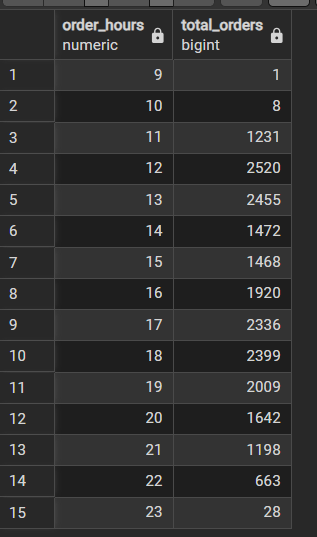 order_hours total_orders
numeric bigint
1 9 1
2 10 8
3 11 1231
4 12 2520
5 13 2455
6 14 1472
7 15 1468
8 16 1920
9 17 2336
10 18 2399
11 19 2009
12 20 1642
13 21 1198
14 22 663
15 23 28